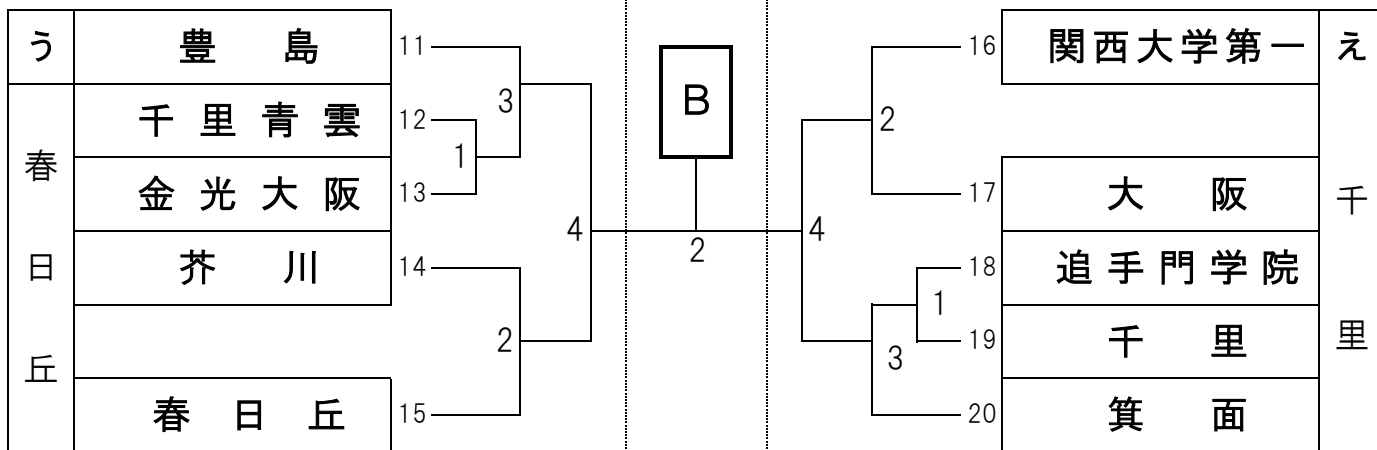 う 豊島 11
千里青雲 12
金光大阪 13
芥川 14
春日丘 15
春日丘
3
1
4
2
B
2
16 関西大学第一 え
17 大阪
18 追手門学院
19 千里
20 箕面
千里
2
4
1
3